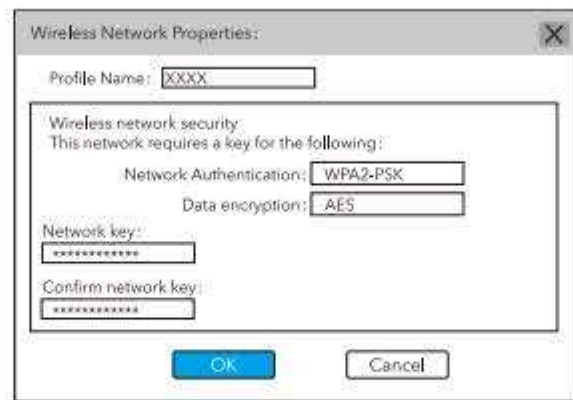 Wireless Network Properties:
Profile Name: XXXX
Wireless network security
This network requires a key for the following:
Network Authentication: WPA2-PSK
Data encryption: AES
Network key:
************
Confirm network key:
************
OK Cancel